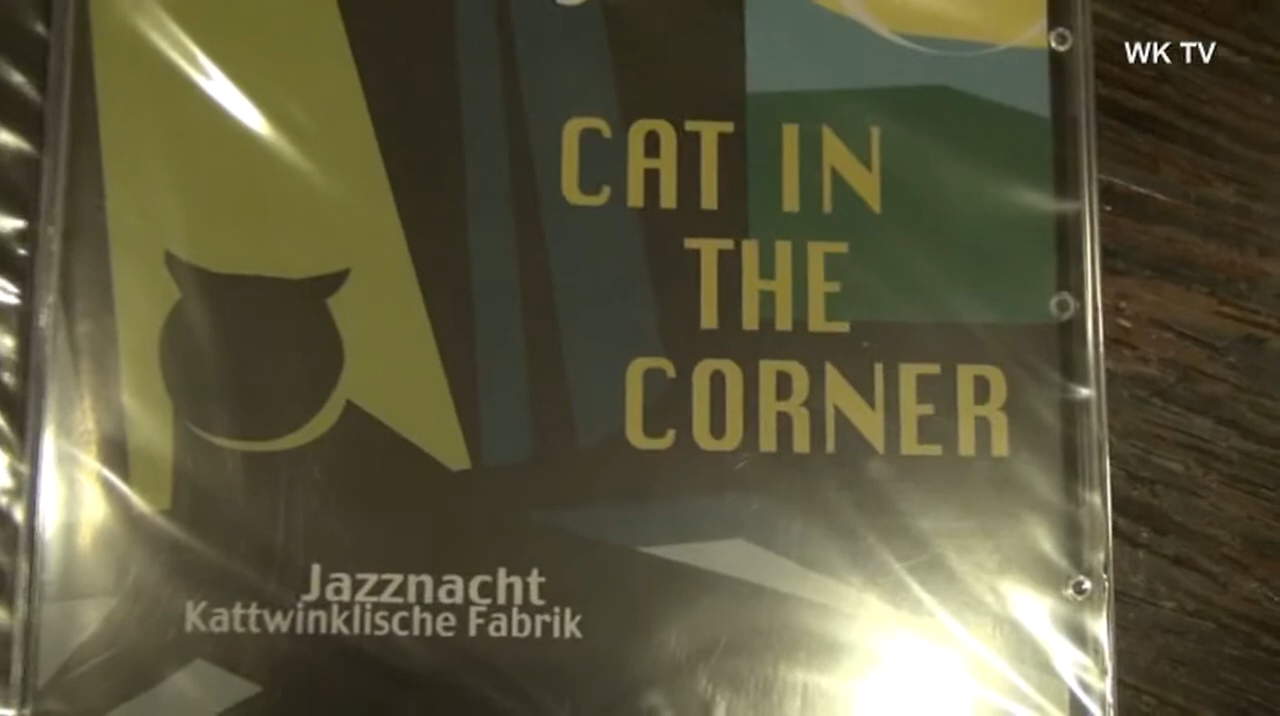 WK TV
CAT IN
THE
CORNER
Jazznacht
Kattwinklische Fabrik